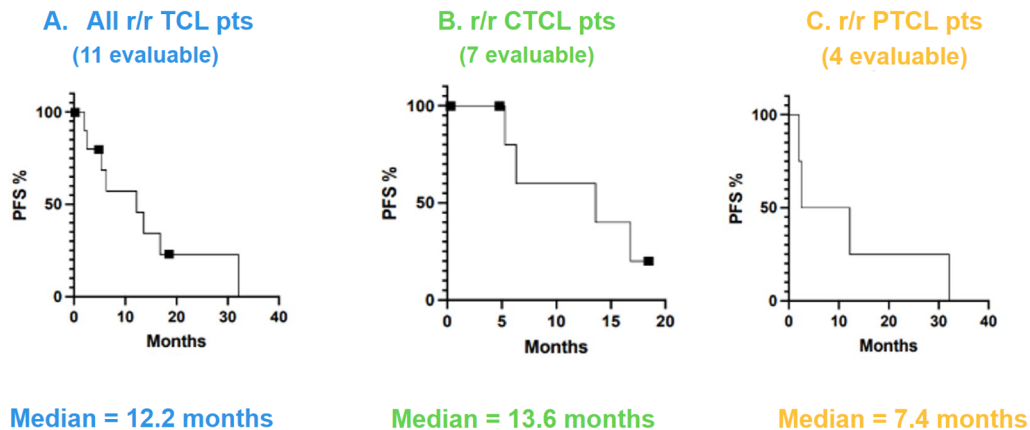 A. All r/r TCL pts
(11 evaluable)
B. r/r CTCL pts
(7 evaluable)
C. r/r PTCL pts
(4 evaluable)
PFS %
100
50
0
0 10 20 30 40
Months
PFS %
100
50
0
0 5 10 15 20
Months
PFS %
100
50
0
0 10 20 30 40
Months
Median = 12.2 months
Median = 13.6 months
Median = 7.4 months